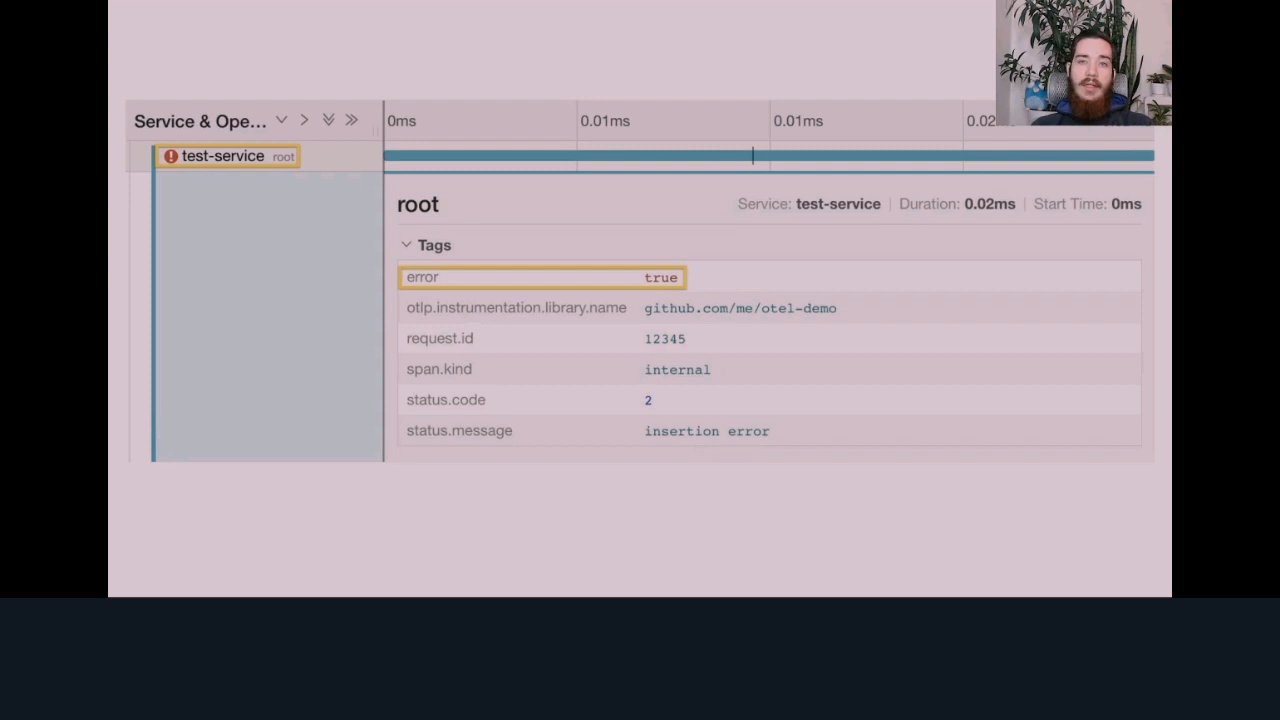 Service & Ope... 0ms 0.01ms 0.01ms 0.02
test-service root
root Service: test-service Duration: 0.02ms Start Time: 0ms
Tags
error true
otlp.instrumentation.library.name github.com/me/otel-demo
request.id 12345
span.kind internal
status.code 2
status.message insertion error